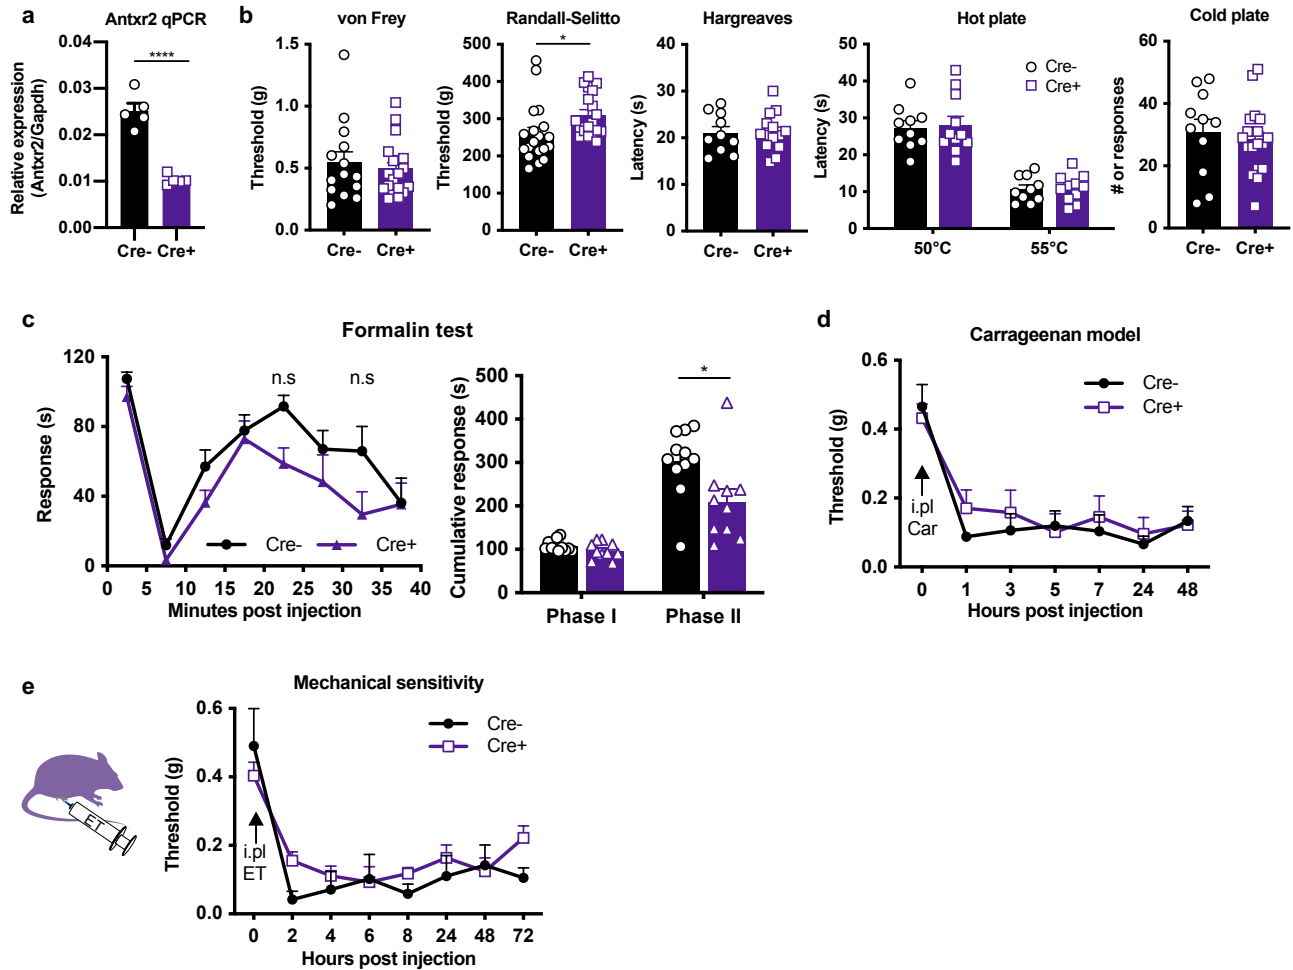 a
Antxr2 qPCR
Relative expression
(Antxr2/Gapdh)
0.04
0.03
0.02
0.01
0.00
****
Cre- Cre+
b
von Frey
Threshold (g)
1.5
1.0
0.5
0.0
Cre- Cre+
Randall-Selitto
Threshold (g)
500
400
300
200
100
0
*
Cre- Cre+
Hargreaves
Latency (s)
40
30
20
10
0
Cre- Cre+
Hot plate
Latency (s)
50
40
30
20
10
0
Cre-
Cre+
50°C 55°C
Cold plate
# or responses
60
40
20
0
Cre- Cre+
c
Formalin test
Response (s)
120
80
40
0
n.s n.s
Cre- Cre+
0 5 10 15 20 25 30 35 40
Minutes post injection
Cumulative response (s)
500
400
300
200
100
0
*
Phase I Phase II
d
Carrageenan model
Threshold (g)
0.6
0.4
0.2
0.0
Cre-
Cre+
i.pl
Car
0 1 3 5 7 24 48
Hours post injection
e
ET
Mechanical sensitivity
Threshold (g)
0.6
0.4
0.2
0.0
Cre-
Cre+
i.pl
ET
0 2 4 6 8 24 48 72
Hours post injection